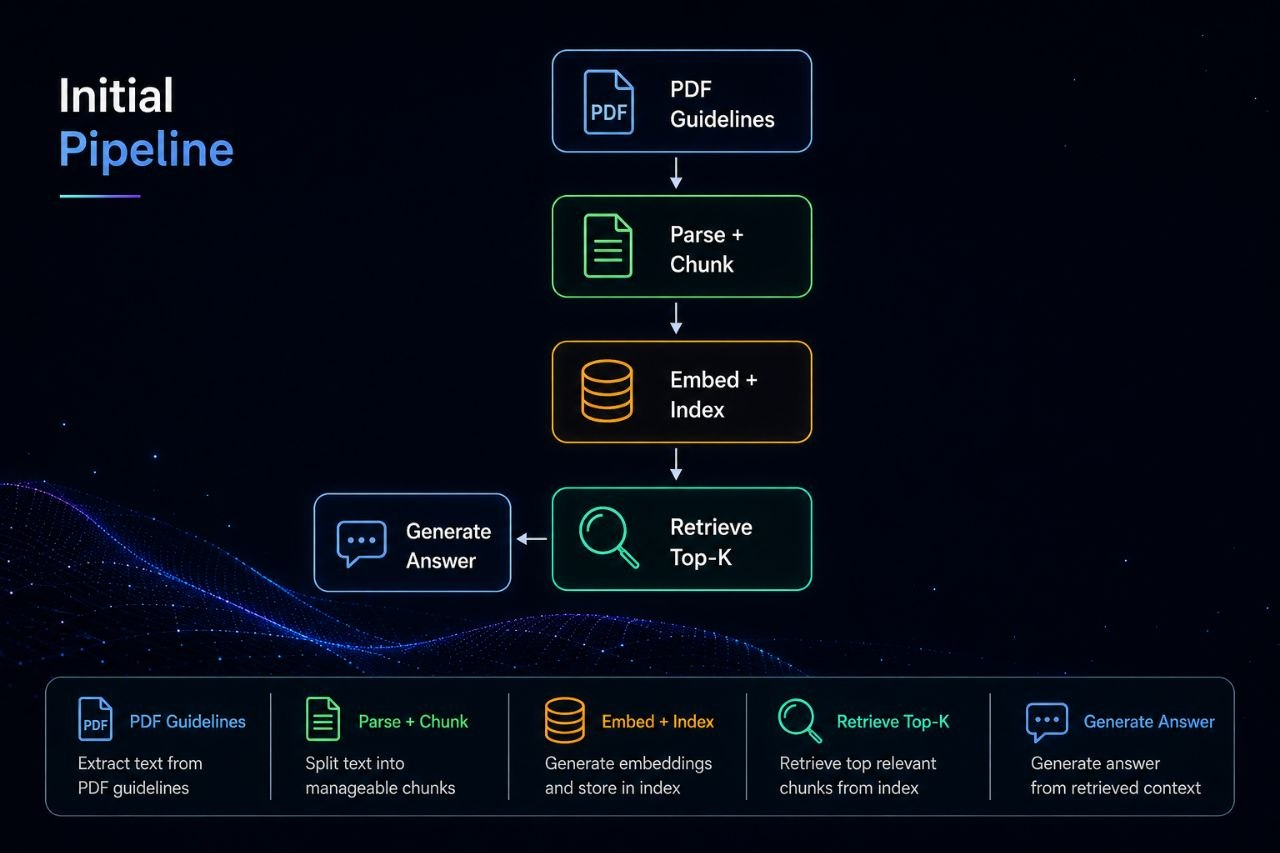 Initial
Pipeline
PDF
PDF
Guidelines
Parse +
Chunk
Embed +
Index
Retrieve
Top-K
Generate
Answer
PDF
PDF Guidelines
Extract text from
PDF guidelines
Parse + Chunk
Split text into
manageable chunks
Embed + Index
Generate embeddings
and store in index
Retrieve Top-K
Retrieve top relevant
chunks from index
Generate Answer
Generate answer
from retrieved context